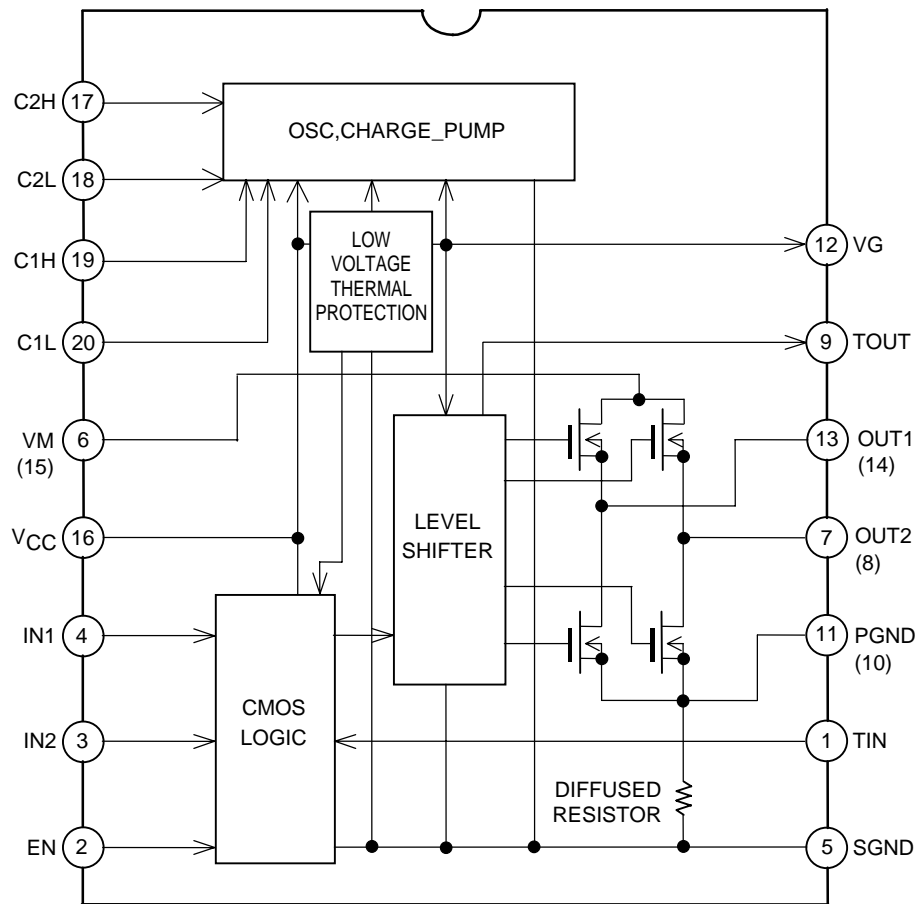 C2H 17
OSC,CHARGE_PUMP
C2L 18
C1H 19
LOW
VOLTAGE
THERMAL
PROTECTION
12 VG
C1L 20
9 TOUT
VM 6
(15)
13 OUT1
(14)
VCC 16
LEVEL
SHIFTER
7 OUT2
(8)
IN1 4
11 PGND
(10)
CMOS
LOGIC
IN2 3
1 TIN
DIFFUSED
RESISTOR
EN 2
5 SGND